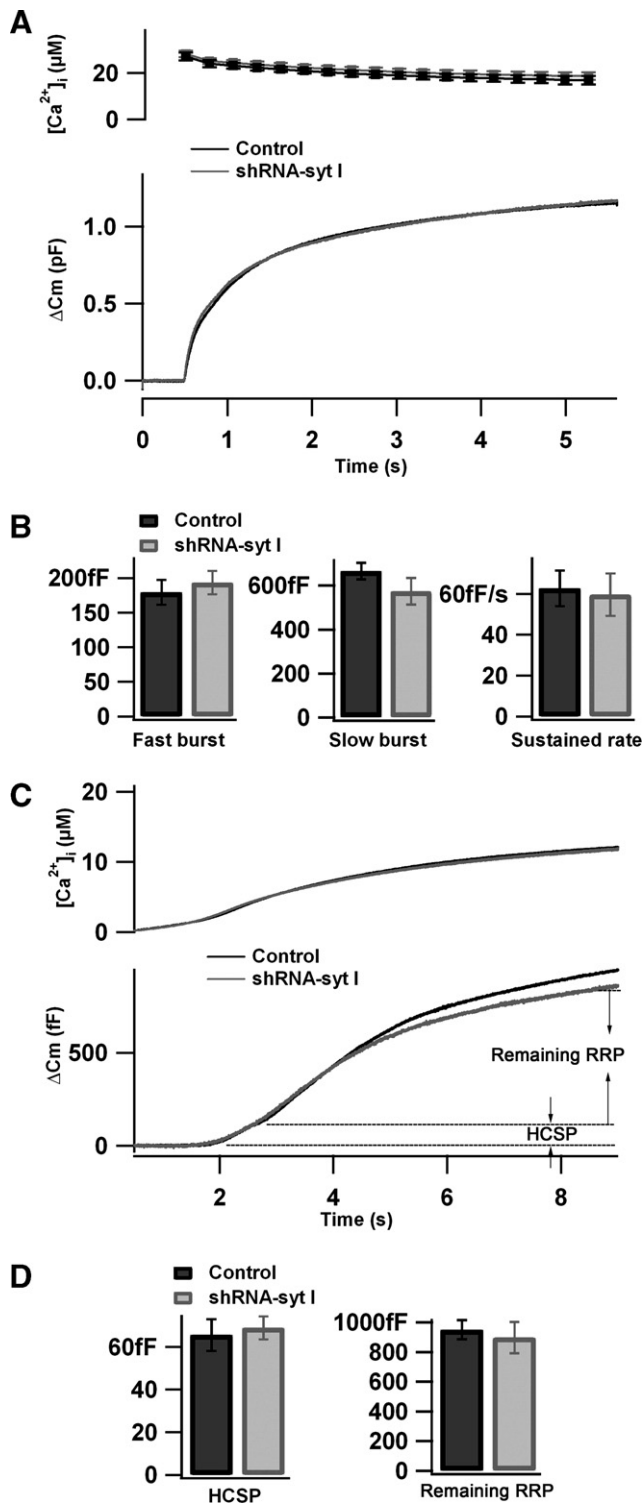 A
[Ca2+]i (µM)
20
0
Control
shRNA-syt I
ΔCm (pF)
1.0
0.5
0.0
0 1 2 3 4 5
Time (s)
B
Control
shRNA-syt I
200fF
150
100
50
0
Fast burst
600fF
400
200
0
Slow burst
60fF/s
40
20
0
Sustained rate
C
[Ca2+]i (µM)
20
10
0
Control
shRNA-syt I
ΔCm (fF)
500
0
Remaining RRP
HCSP
2 4 6 8
Time (s)
D
Control
shRNA-syt I
60fF
40
20
0
HCSP
1000fF
800
600
400
200
0
Remaining RRP